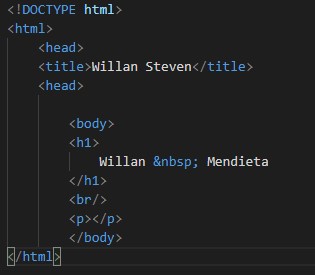 <!DOCTYPE html>
<html>
<head>
<title>Willan Steven</title>
<head>
<body>
<h1>
Willan &nbsp; Mendieta
</h1>
<br/>
<p></p>
</body>
</html>